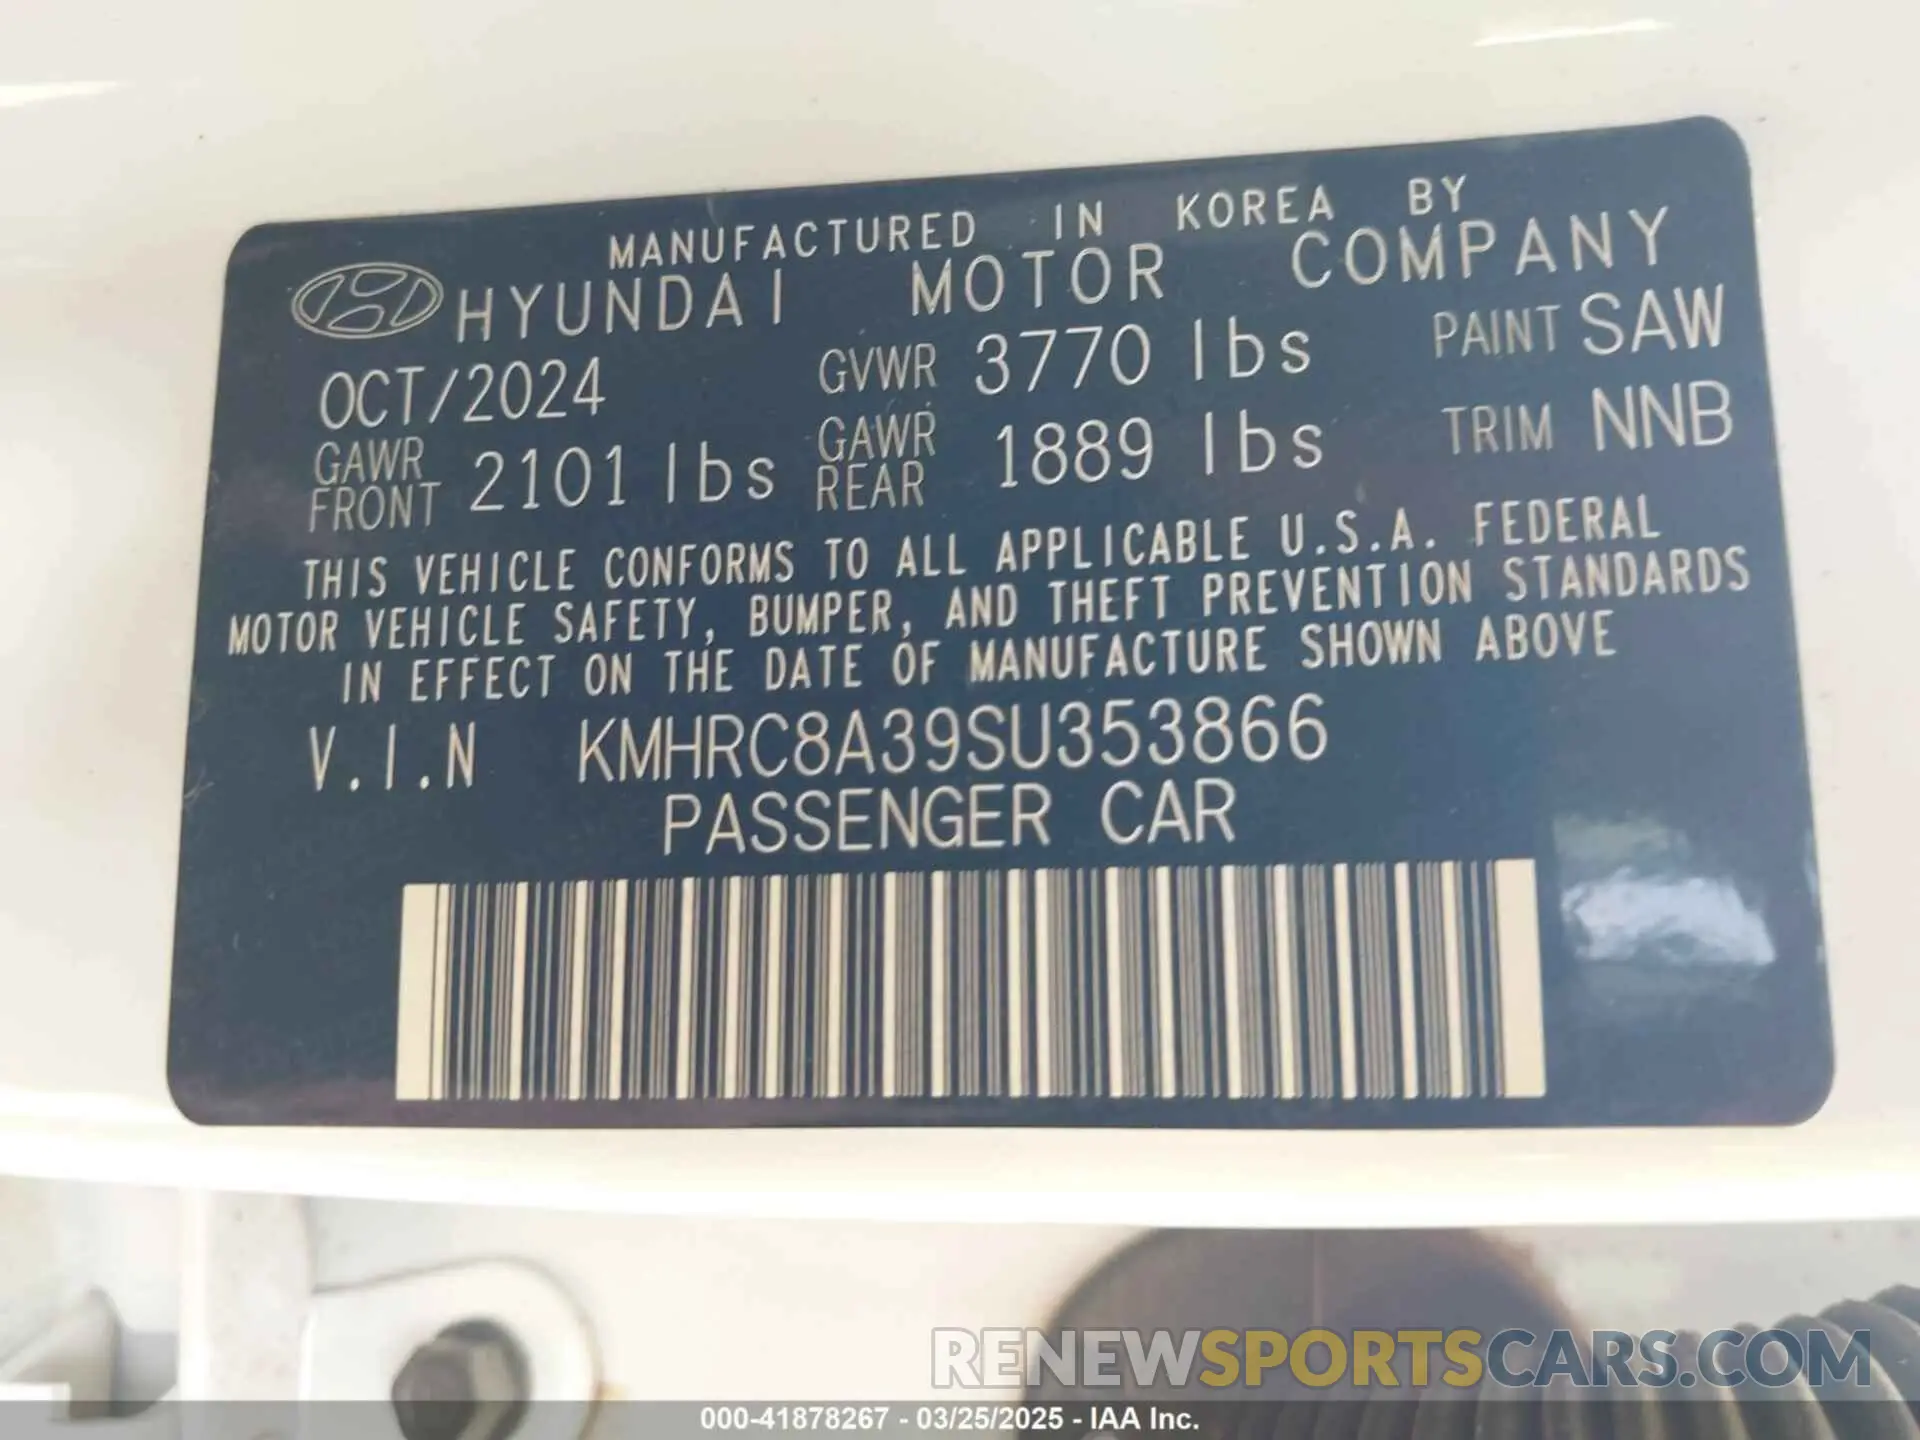 MANUFACTURED IN KOREA BY
HYUNDAI MOTOR COMPANY
OCT/2024 GVWR 3770 lbs PAINT SAW
GAWR FRONT 2101 lbs GAWR REAR 1889 lbs TRIM NNB
THIS VEHICLE CONFORMS TO ALL APPLICABLE U.S.A. FEDERAL
MOTOR VEHICLE SAFETY, BUMPER, AND THEFT PREVENTION STANDARDS
IN EFFECT ON THE DATE OF MANUFACTURE SHOWN ABOVE
V.I.N KMHRC8A39SU353866
PASSENGER CAR
RENEWSPORTSCARS.COM
000-41878267 - 03/25/2025 - IAA Inc.